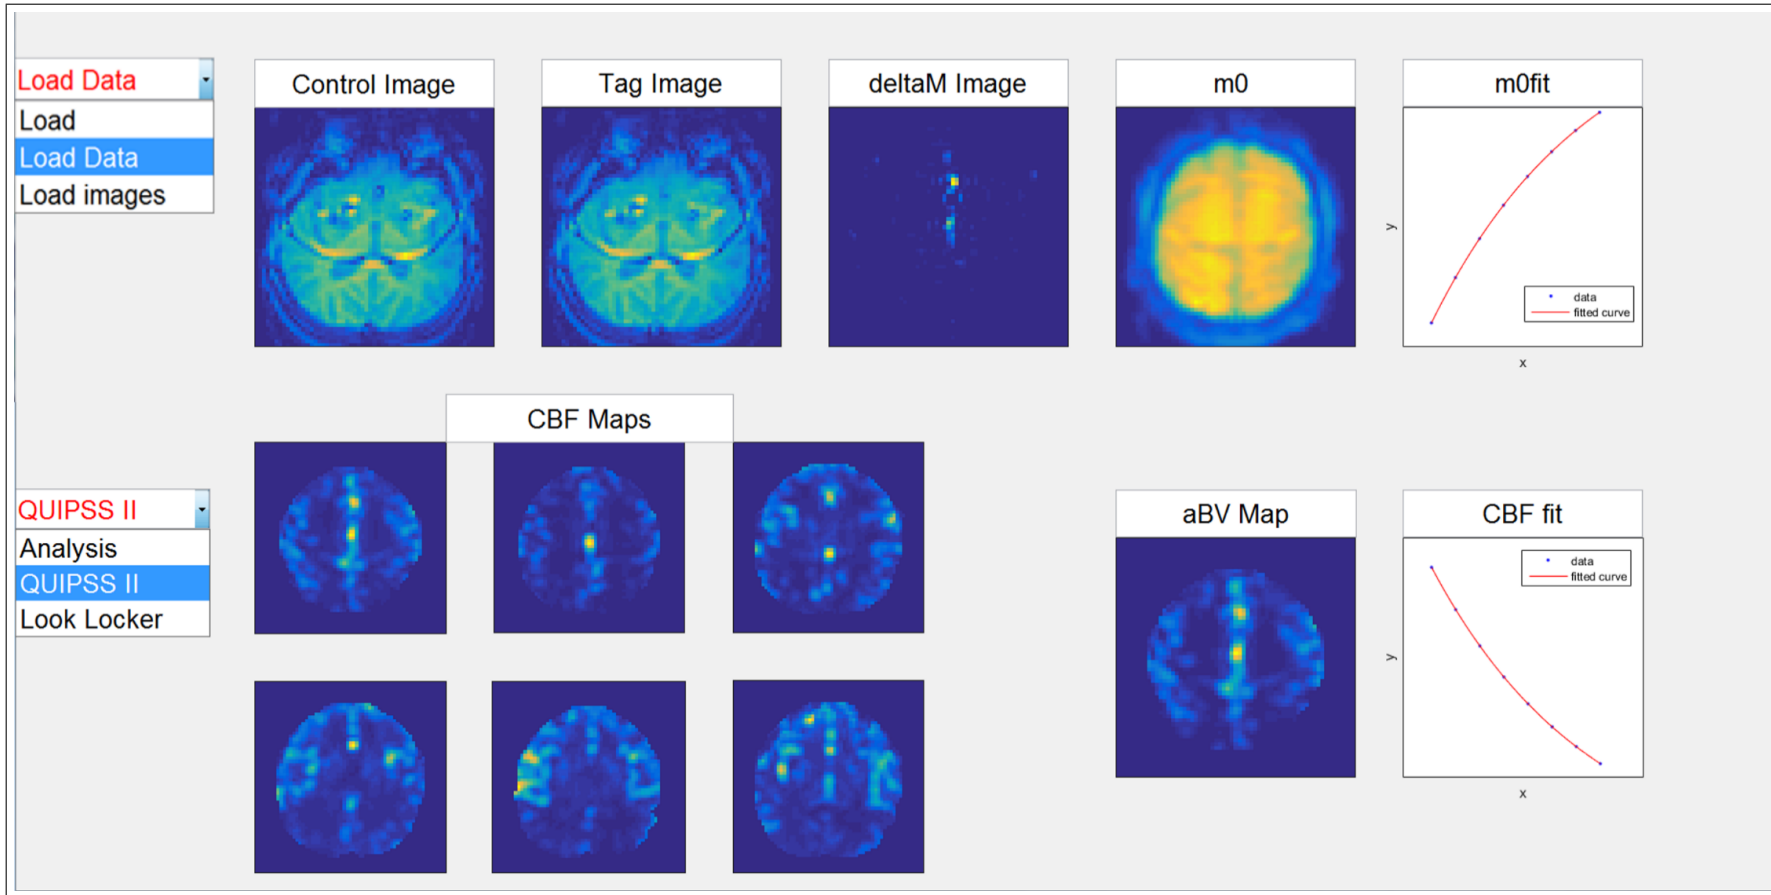 Load Data
Load
Load Data
Load images
Control Image
Tag Image
deltaM Image
m0
m0fit
y
data
fitted curve
x
CBF Maps
QUIPSS II
Analysis
QUIPSS II
Look Locker
aBV Map
CBF fit
data
fitted curve
y
x